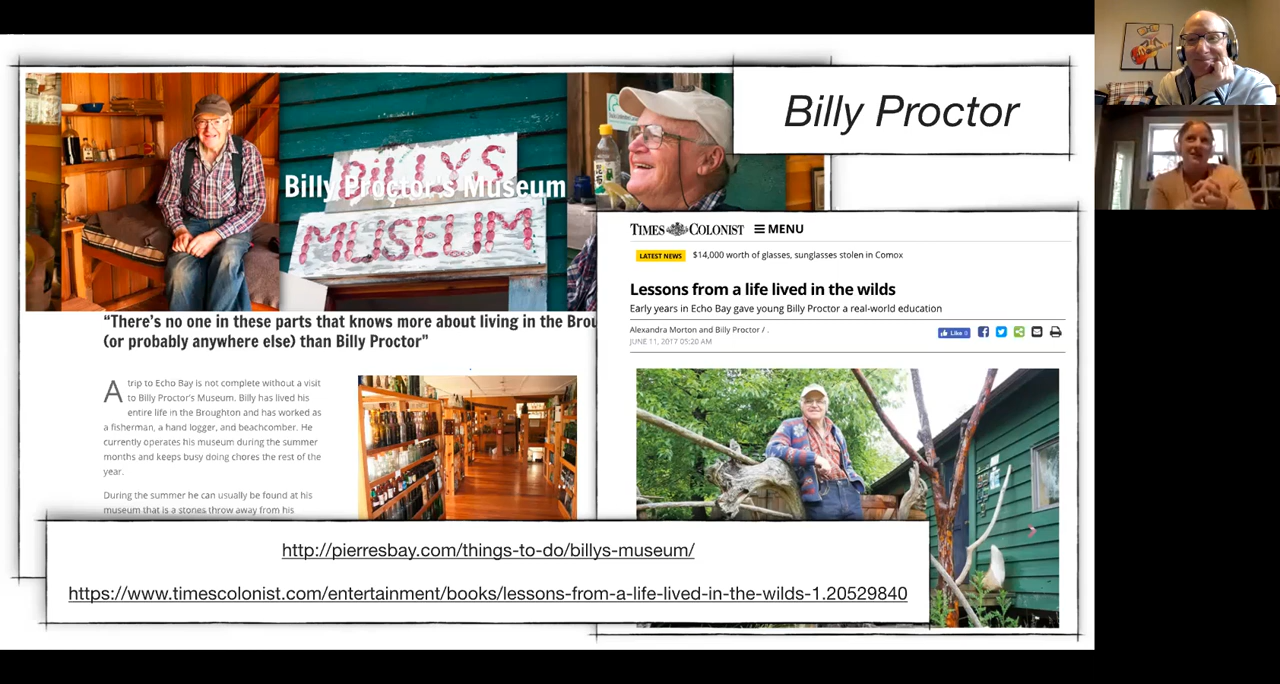 Billy Proctor
BILLYS
Billy Proctor's Museum
MUSEUM
"There's no one in these parts that knows more about living in the Brou
(or probably anywhere else) than Billy Proctor"
A trip to Echo Bay is not complete without a visit
to Billy Proctor's Museum. Billy has lived his
entire life in the Broughton and has worked as
a fisherman, a hand logger, and beachcomber. He
currently operates his museum during the summer
months and keeps busy doing chores the rest of the
year.
During the summer he can usually be found at his
museum that is a stones throw away from his
TIMES COLONIST MENU
LATEST NEWS $14,000 worth of glasses, sunglasses stolen in Comox
Lessons from a life lived in the wilds
Early years in Echo Bay gave young Billy Proctor a real-world education
Alexandra Morton and Billy Proctor / .
JUNE 11, 2017 05:20 AM
Like 0
http://pierresbay.com/things-to-do/billys-museum/
https://www.timescolonist.com/entertainment/books/lessons-from-a-life-lived-in-the-wilds-1.20529840